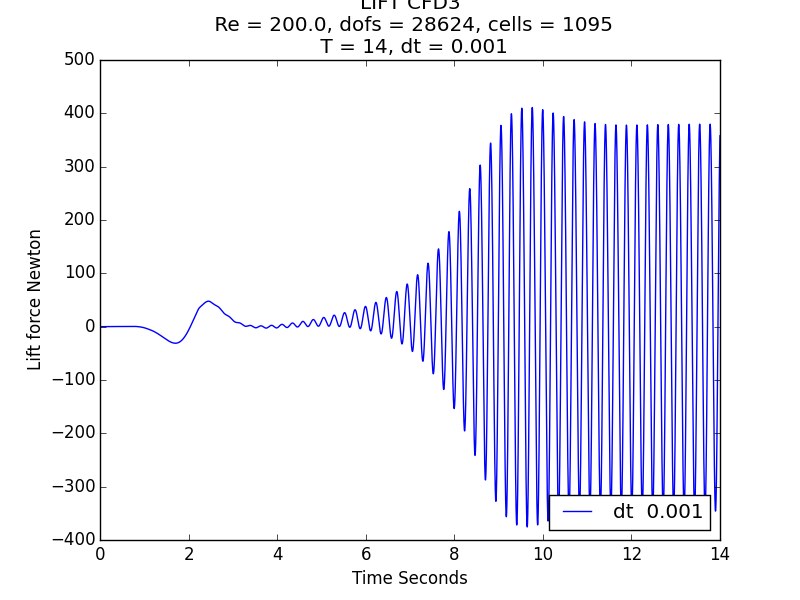 LIFT CFD3
Re = 200.0, dofs = 28624, cells = 1095
T = 14, dt = 0.001
500
400
300
200
100
0
−100
−200
−300
−400
Lift force Newton
dt 0.001
0 2 4 6 8 10 12 14
Time Seconds